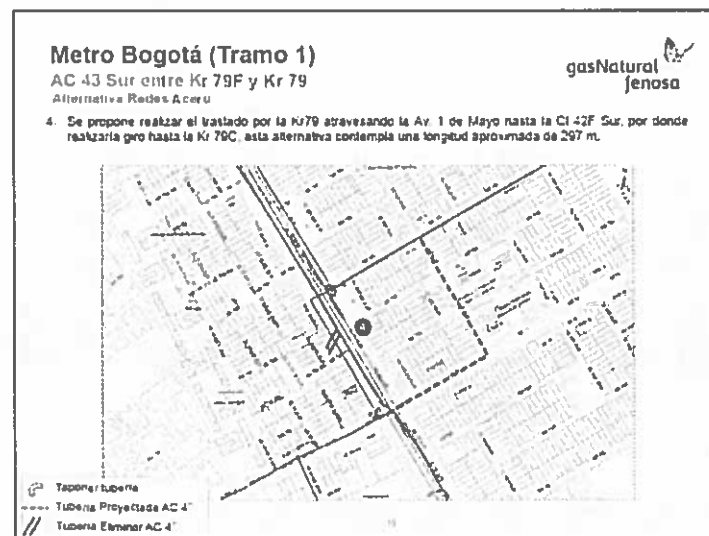 Metro Bogotá (Tramo 1)
AC 43 Sur entre Kr 79F y Kr 79
Alternativa Redes Acero
gasNatural
fenosa
4. Se propone realizar el traslado por la Kr79 atravesando la Av. 1 de Mayo hasta la Cl 42F Sur, por donde
realizaría giro hasta la Kr 79C, esta alternativa contempla una longitud aproximada de 297 m.
4
Taponar tubería
Tubería Proyectada AC 4"
Tubería Eliminar AC 4"